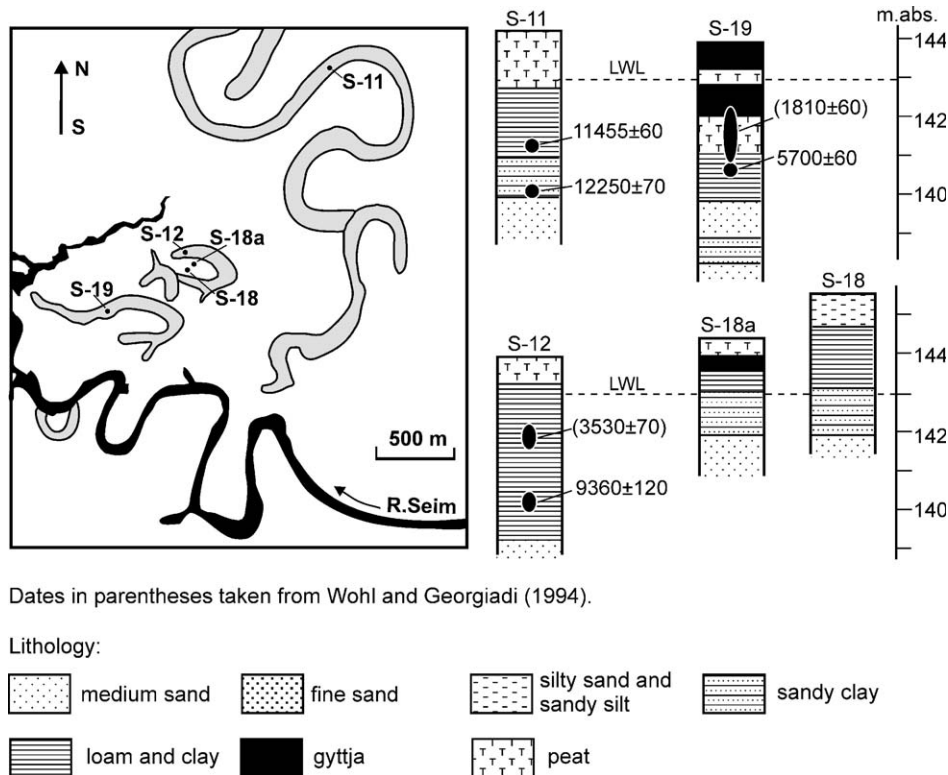 N
S
S-11
S-12
S-18a
S-18
S-19
500 m
R.Seim
S-11
S-19
m.abs.
144
LWL
142
140
11455±60
12250±70
(1810±60)
5700±60
S-18
S-18a
S-12
144
LWL
142
140
(3530±70)
9360±120
Dates in parentheses taken from Wohl and Georgiadi (1994).
Lithology:
medium sand
fine sand
silty sand and
sandy silt
sandy clay
loam and clay
gyttja
peat